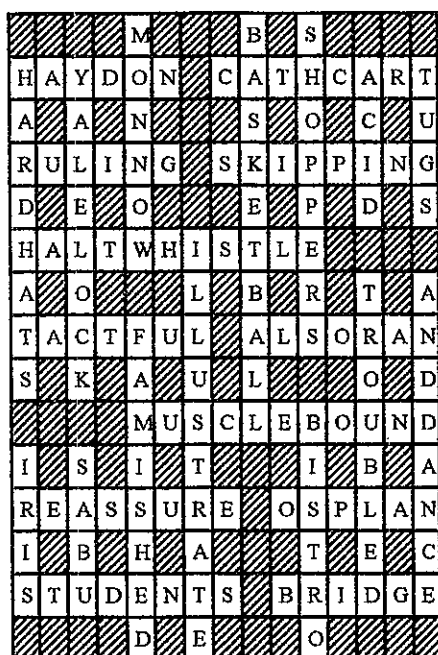 M B S
HAYDON CATHCART
A A N S O C U
RULING SKIPPING
D E O E P D S
HALTWHISTLE
A O L B R T A
TACTFUL ALSORAN
S K A U L O D
MUSCLEBOUND
I S I T I B A
REASSURE OSPLAN
I B H A T E C
STUDENTS BRIDGE
D E O